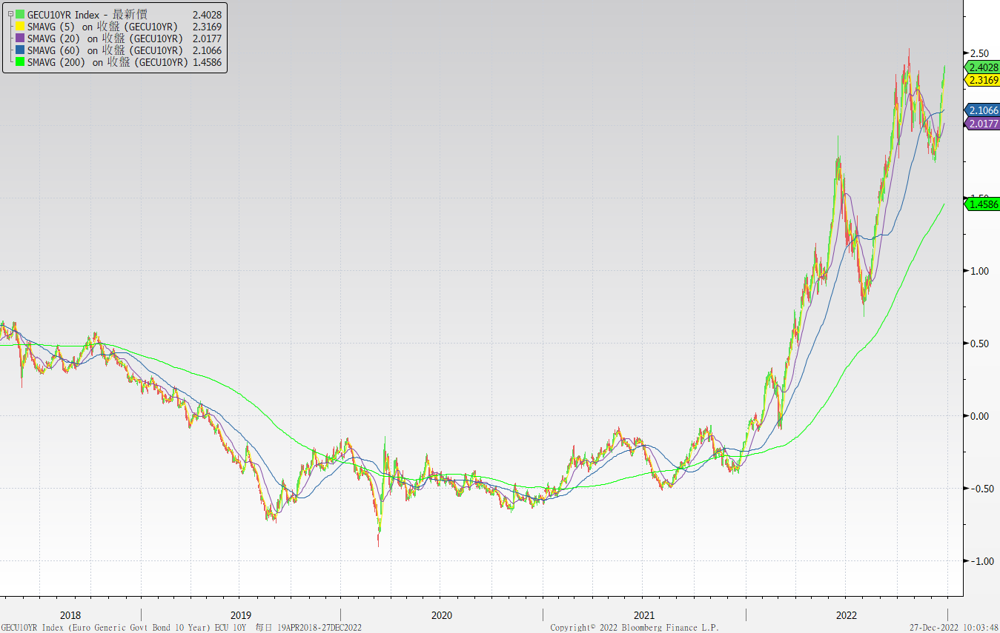 GECU10YR Index - 最新價 2.4028
SMAVG (5) on 收盤 (GECU10YR) 2.3169
SMAVG (20) on 收盤 (GECU10YR) 2.0177
SMAVG (60) on 收盤 (GECU10YR) 2.1066
SMAVG (200) on 收盤 (GECU10YR) 1.4586
2.50
2.4028
2.3169
2.1066
2.0177
1.50
1.4586
1.00
0.50
0.00
-0.50
-1.00
2018 2019 2020 2021 2022
GECU10YR Index (Euro Generic Govt Bond 10 Year) ECU 10Y 每日 19APR2018-27DEC2022 Copyright© 2022 Bloomberg Finance L.P. 27-Dec-2022 10:03:48